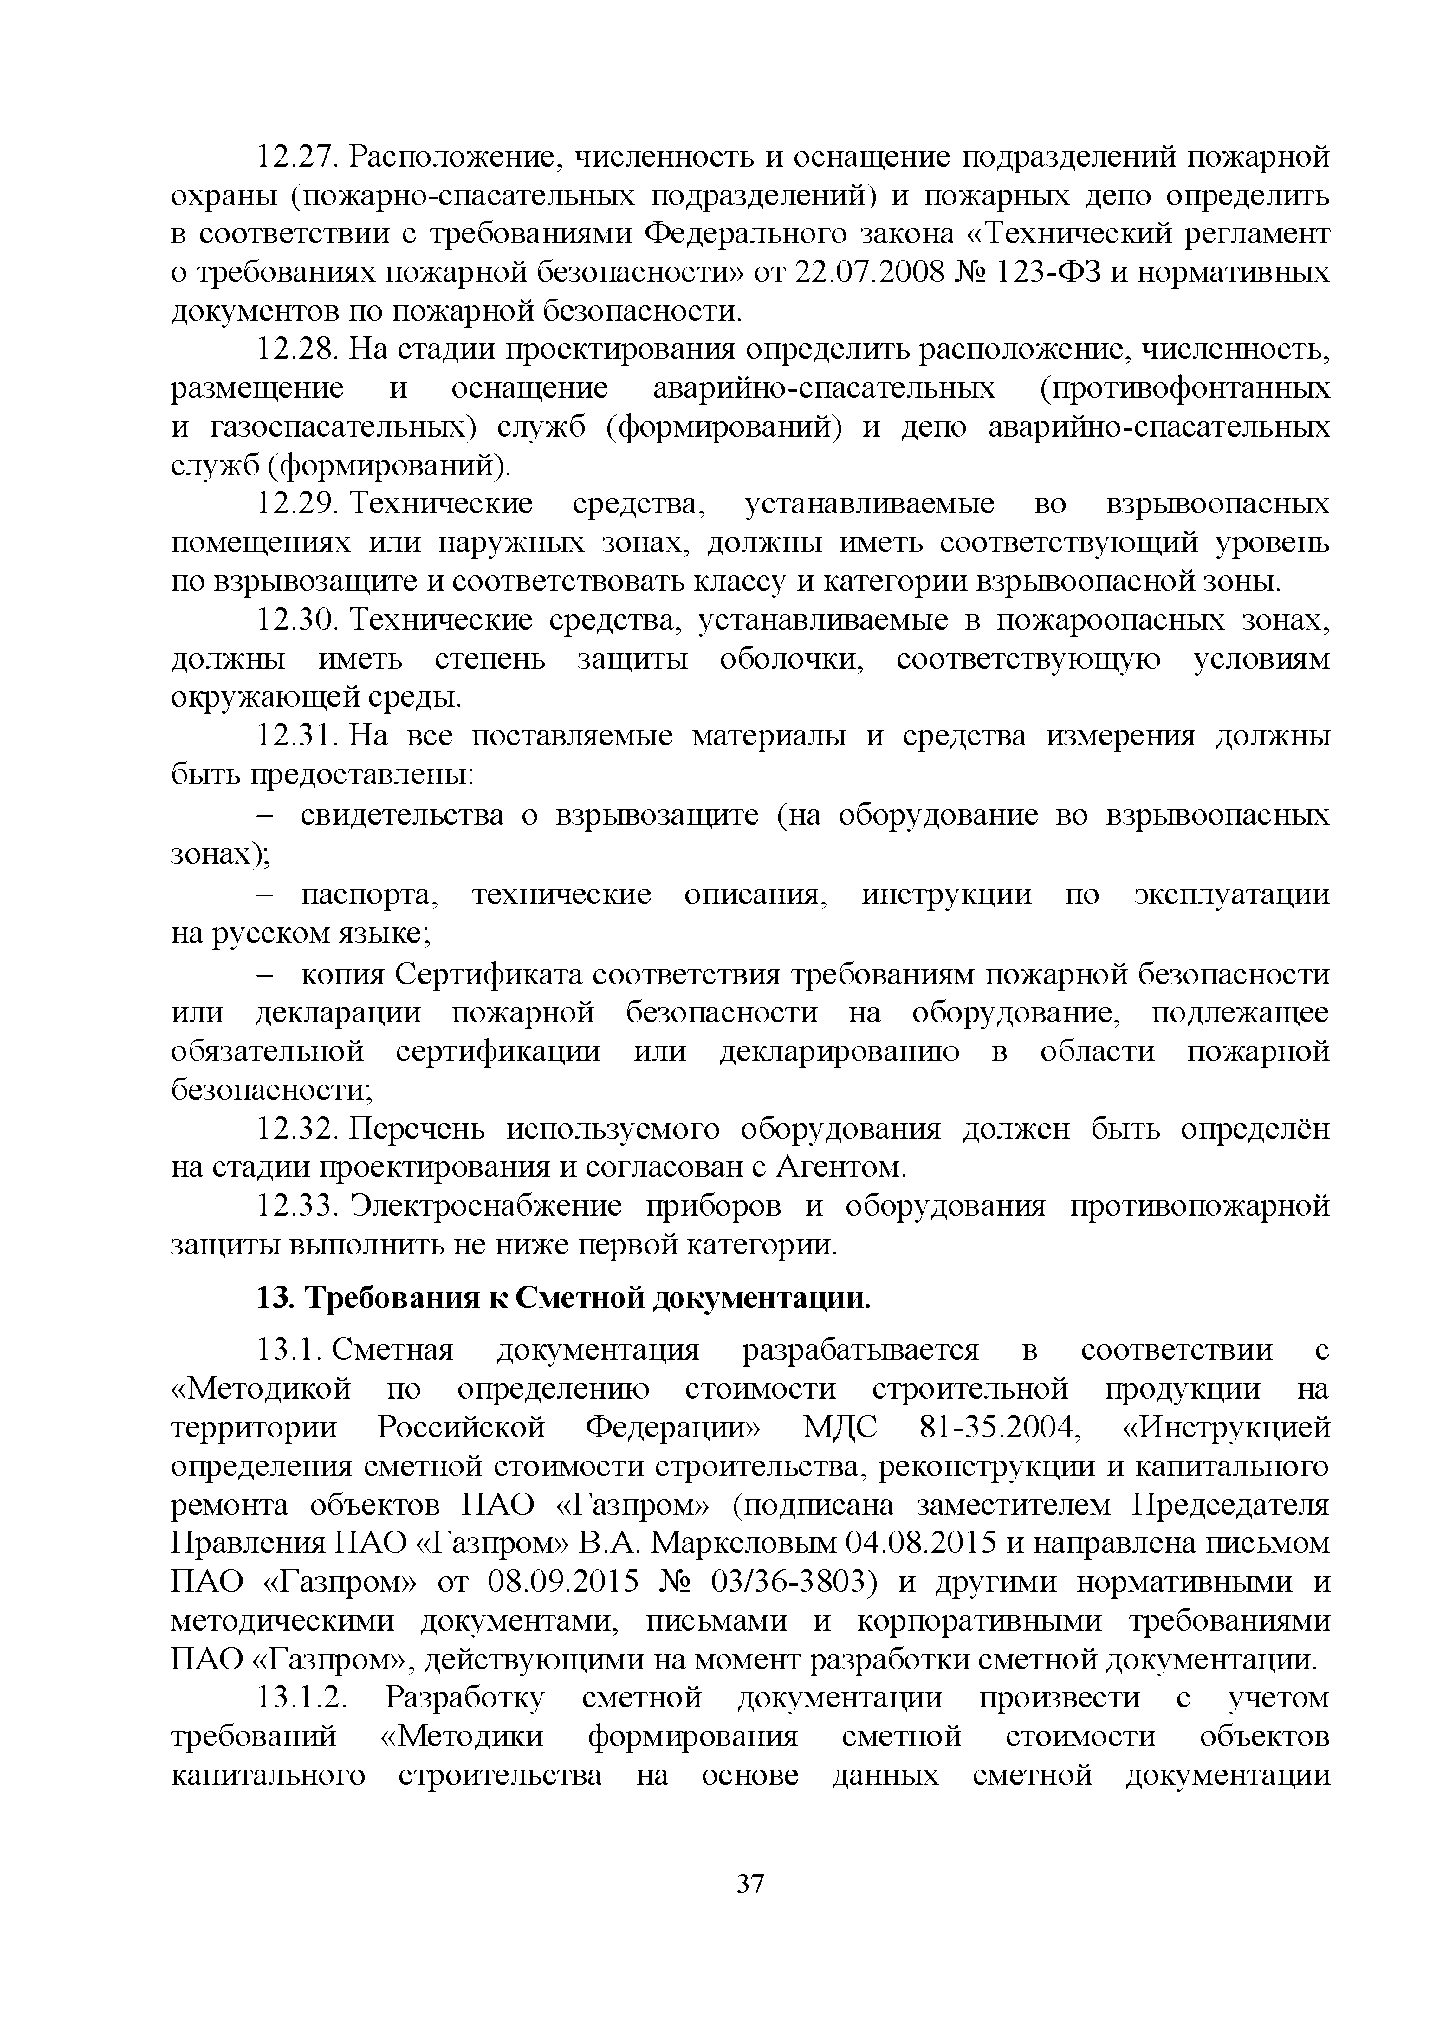 12.27. Расположение, численность и оснащение подразделений пожарной
охраны (пожарно-спасательных подразделений) и пожарных депо определить
в соответствии с требованиями Федерального закона «Технический регламент
о требованиях пожарной безопасности» от 22.07.2008 № 123-ФЗ и нормативных
документов по пожарной безопасности.
12.28. На стадии проектирования определить расположение, численность,
размещение и оснащение аварийно-спасательных (противофонтанных
и газоспасательных) служб (формирований) и депо аварийно-спасательных
служб (формирований).
12.29. Технические средства, устанавливаемые во взрывоопасных
помещениях или наружных зонах, должны иметь соответствующий уровень
по взрывозащите и соответствовать классу и категории взрывоопасной зоны.
12.30. Технические средства, устанавливаемые в пожароопасных зонах,
должны иметь степень защиты оболочки, соответствующую условиям
окружающей среды.
12.31. На все поставляемые материалы и средства измерения должны
быть предоставлены:
– свидетельства о взрывозащите (на оборудование во взрывоопасных
зонах);
– паспорта, технические описания, инструкции по эксплуатации
на русском языке;
– копия Сертификата соответствия требованиям пожарной безопасности
или декларации пожарной безопасности на оборудование, подлежащее
обязательной сертификации или декларированию в области пожарной
безопасности;
12.32. Перечень используемого оборудования должен быть определён
на стадии проектирования и согласован с Агентом.
12.33. Электроснабжение приборов и оборудования противопожарной
защиты выполнить не ниже первой категории.
13. Требования к Сметной документации.
13.1. Сметная документация разрабатывается в соответствии с
«Методикой по определению стоимости строительной продукции на
территории Российской Федерации» МДС 81-35.2004, «Инструкцией
определения сметной стоимости строительства, реконструкции и капитального
ремонта объектов ПАО «Газпром» (подписана заместителем Председателя
Правления ПАО «Газпром» В.А. Маркеловым 04.08.2015 и направлена письмом
ПАО «Газпром» от 08.09.2015 № 03/36-3803) и другими нормативными и
методическими документами, письмами и корпоративными требованиями
ПАО «Газпром», действующими на момент разработки сметной документации.
13.1.2. Разработку сметной документации произвести с учетом
требований «Методики формирования сметной стоимости объектов
капитального строительства на основе данных сметной документации
37